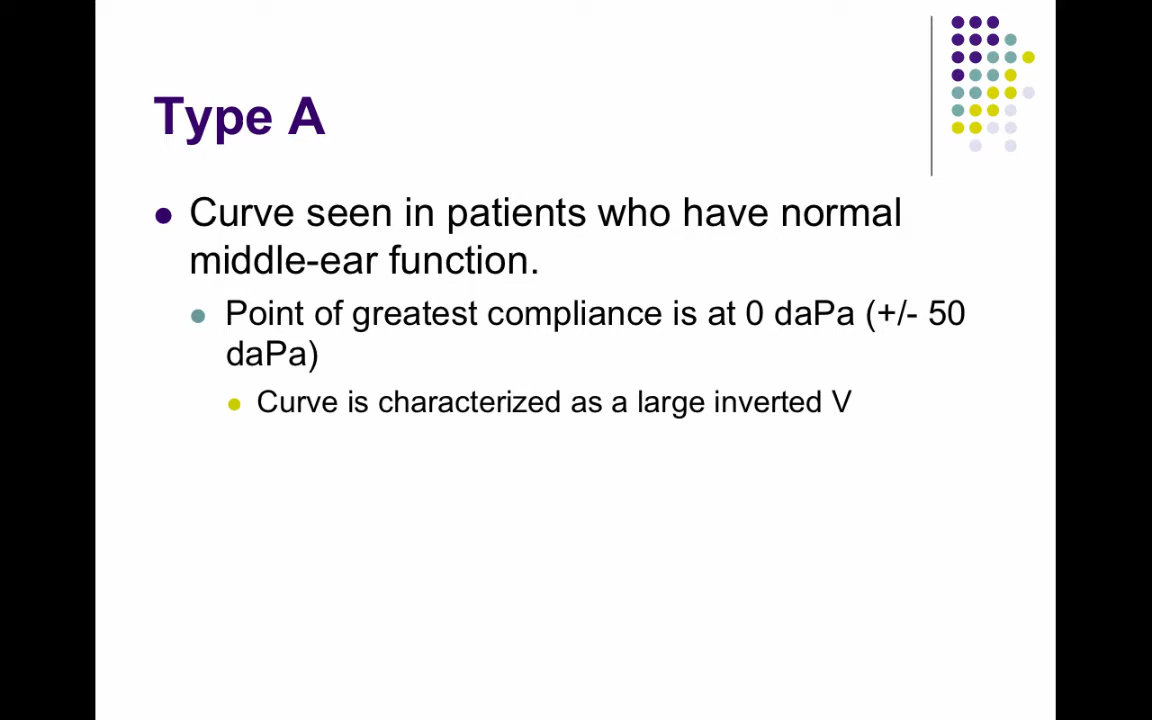 Type A
Curve seen in patients who have normal
middle-ear function.
Point of greatest compliance is at 0 daPa (+/- 50
daPa)
Curve is characterized as a large inverted V